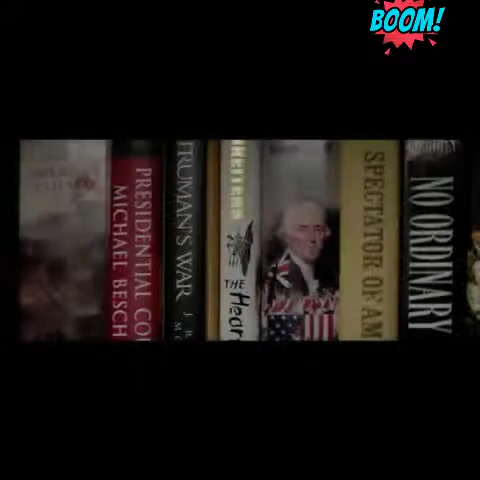 BOOM!
PRESIDENTIAL CO
MICHAEL BESCH
TRUMAN'S WAR
THE Hear
SPECTATOR OF AM
NO ORDINARY